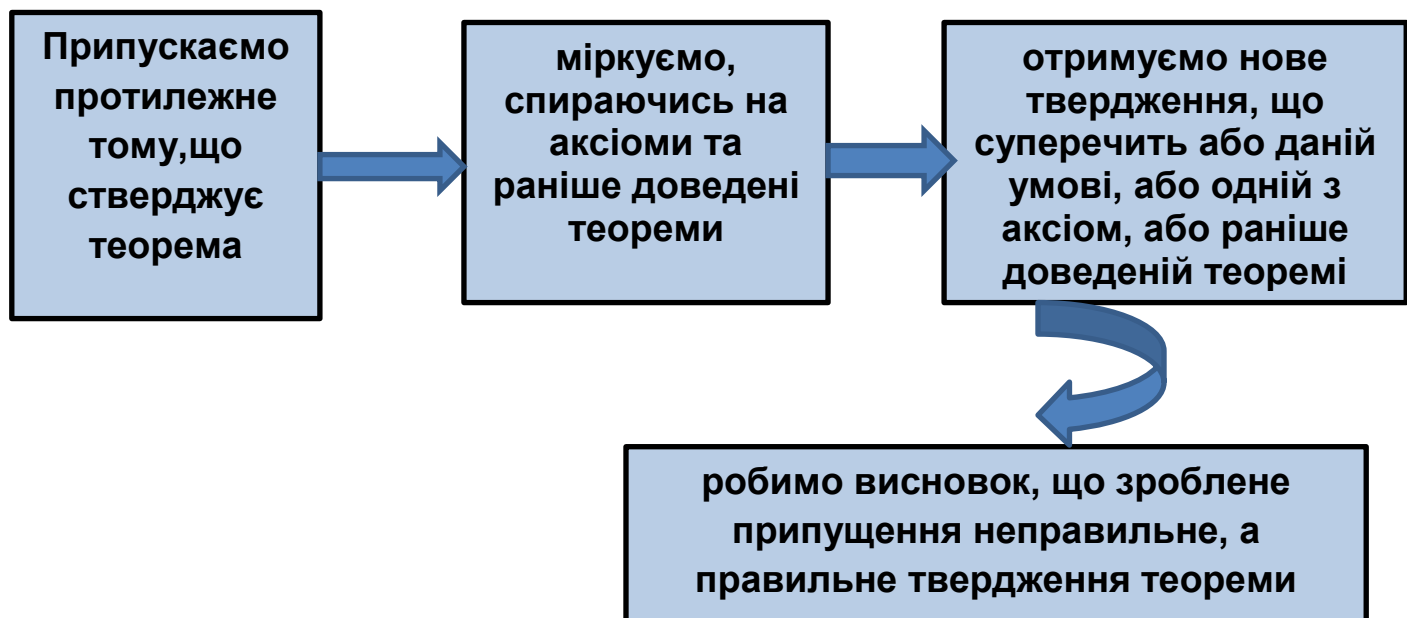 Припускаємо
протилежне
тому,що
стверджує
теорема
міркуємо,
спираючись на
аксіоми та
раніше доведені
теореми
отримуємо нове
твердження, що
суперечить або даній
умові, або одній з
аксіом, або раніше
доведеній теоремі
робимо висновок, що зроблене
припущення неправильне, а
правильне твердження теореми